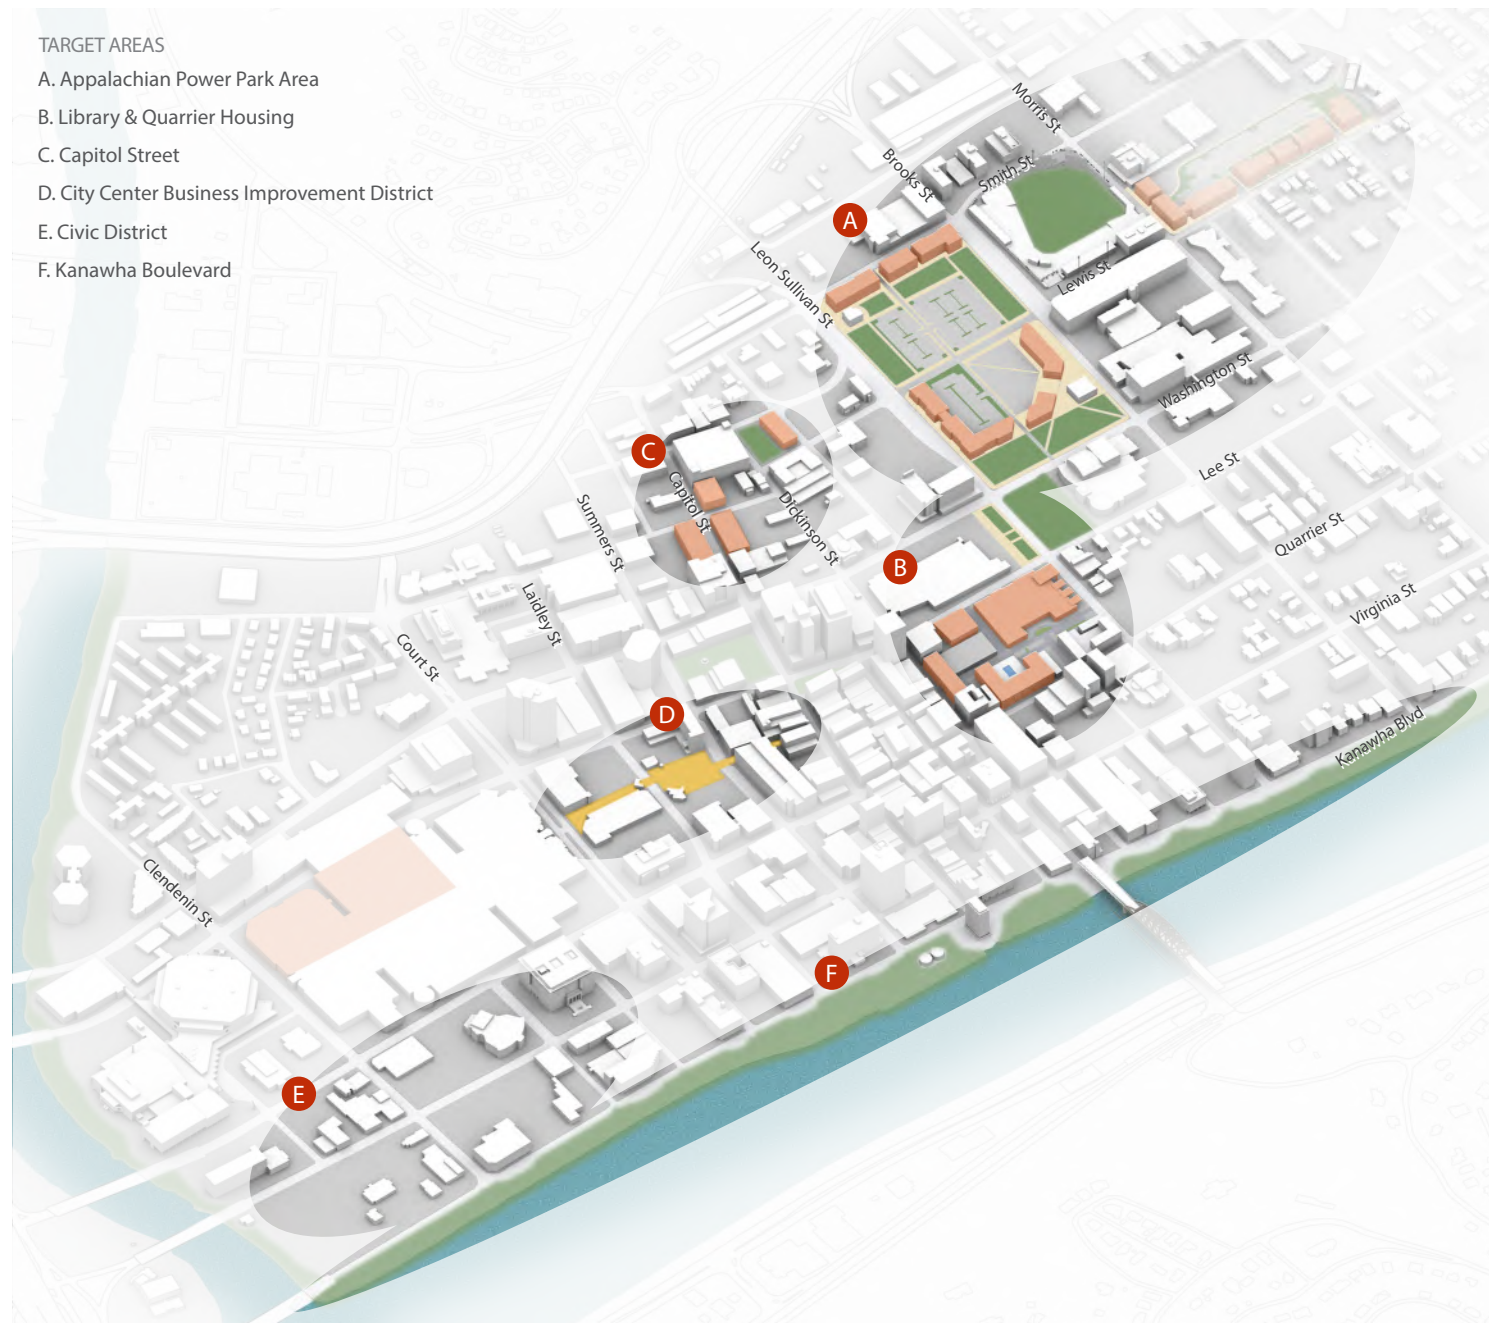 TARGET AREAS
A. Appalachian Power Park Area
B. Library & Quarrier Housing
C. Capitol Street
D. City Center Business Improvement District
E. Civic District
F. Kanawha Boulevard
Morris St
Brooks St
Smith St
A
Leon Sullivan St
Lewis St
Washington St
C
Capitol St
Lee St
Summers St
Dickinson St
Quarrier St
B
Laidley St
Virginia St
Court St
D
Kanawha Blvd
Clendenin St
F
E